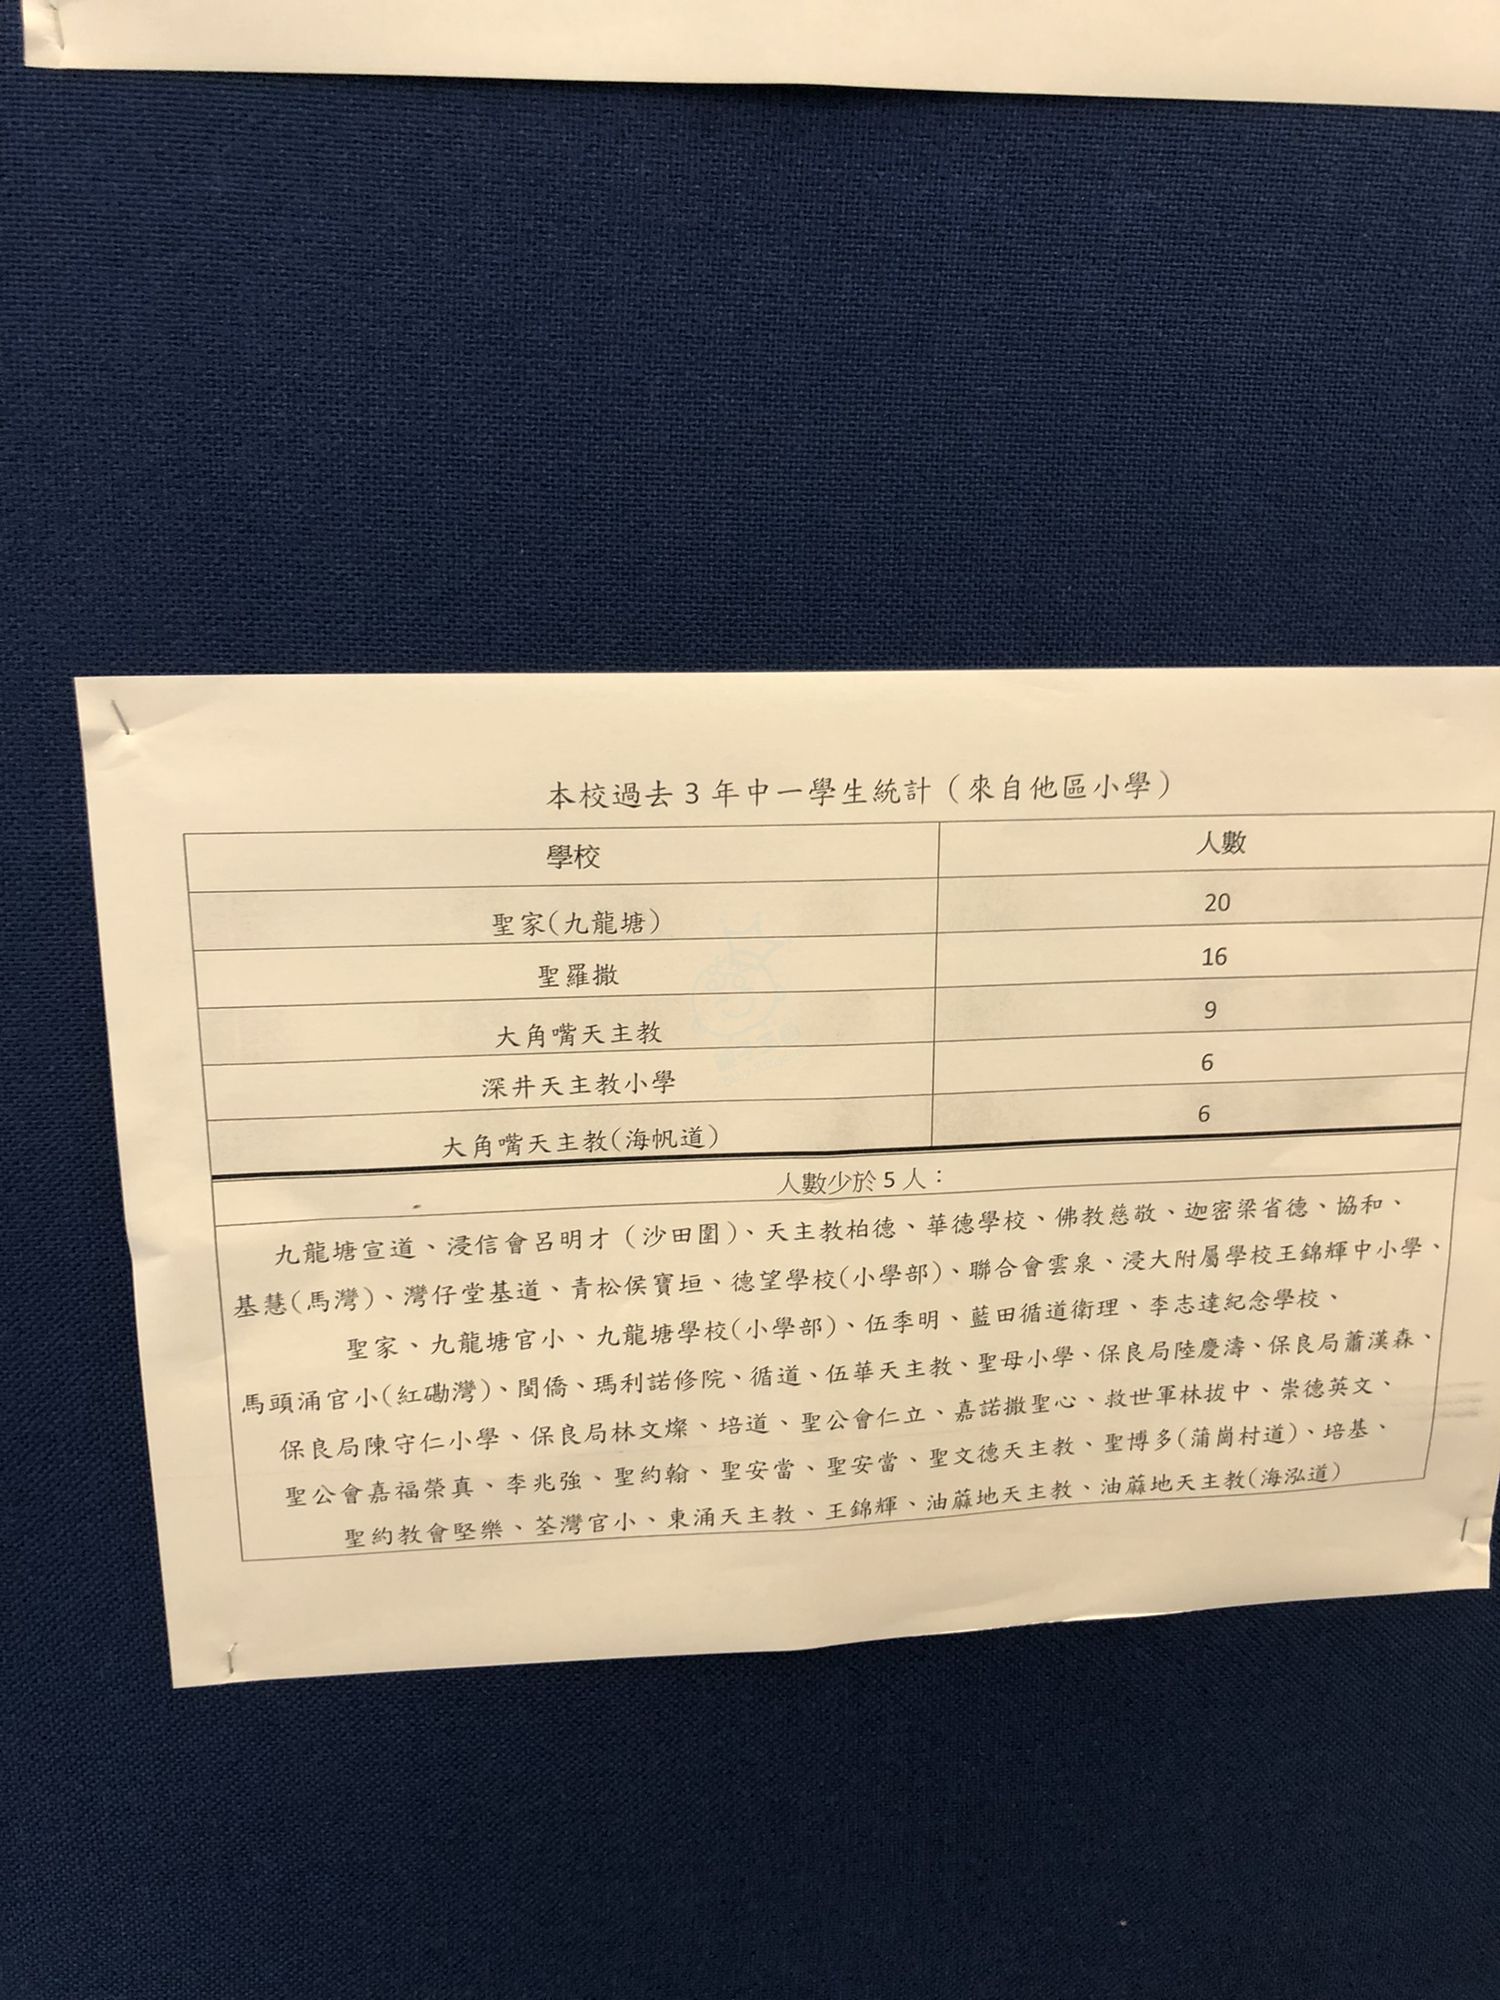 本校過去 3 年中一學生統計（來自他區小學）
學校 人數
聖家(九龍塘) 20
聖羅撒 16
大角嘴天主教 9
深井天主教小學 6
大角嘴天主教(海帆道) 6
人數少於 5 人：
九龍塘宣道、浸信會呂明才（沙田圍）、天主教柏德、華德學校、佛教慈敬、迦密梁省德、協和、
基慧(馬灣)、灣仔堂基道、青松侯寶垣、德望學校(小學部)、聯合會雲泉、浸大附屬學校王錦輝中小學、
聖家、九龍塘官小、九龍塘學校(小學部)、伍季明、藍田循道衛理、李志達紀念學校、
馬頭涌官小(紅磡灣)、閩僑、瑪利諾修院、循道、伍華天主教、聖母小學、保良局陸慶濤、保良局蕭漢森、
保良局陳守仁小學、保良局林文燦、培道、聖公會仁立、嘉諾撒聖心、救世軍林拔中、崇德英文、
聖公會嘉福榮真、李兆強、聖約翰、聖安當、聖安當、聖文德天主教、聖博多(蒲崗村道)、培基、
聖約教會堅樂、荃灣官小、東涌天主教、王錦輝、油蔴地天主教、油蔴地天主教(海泓道)